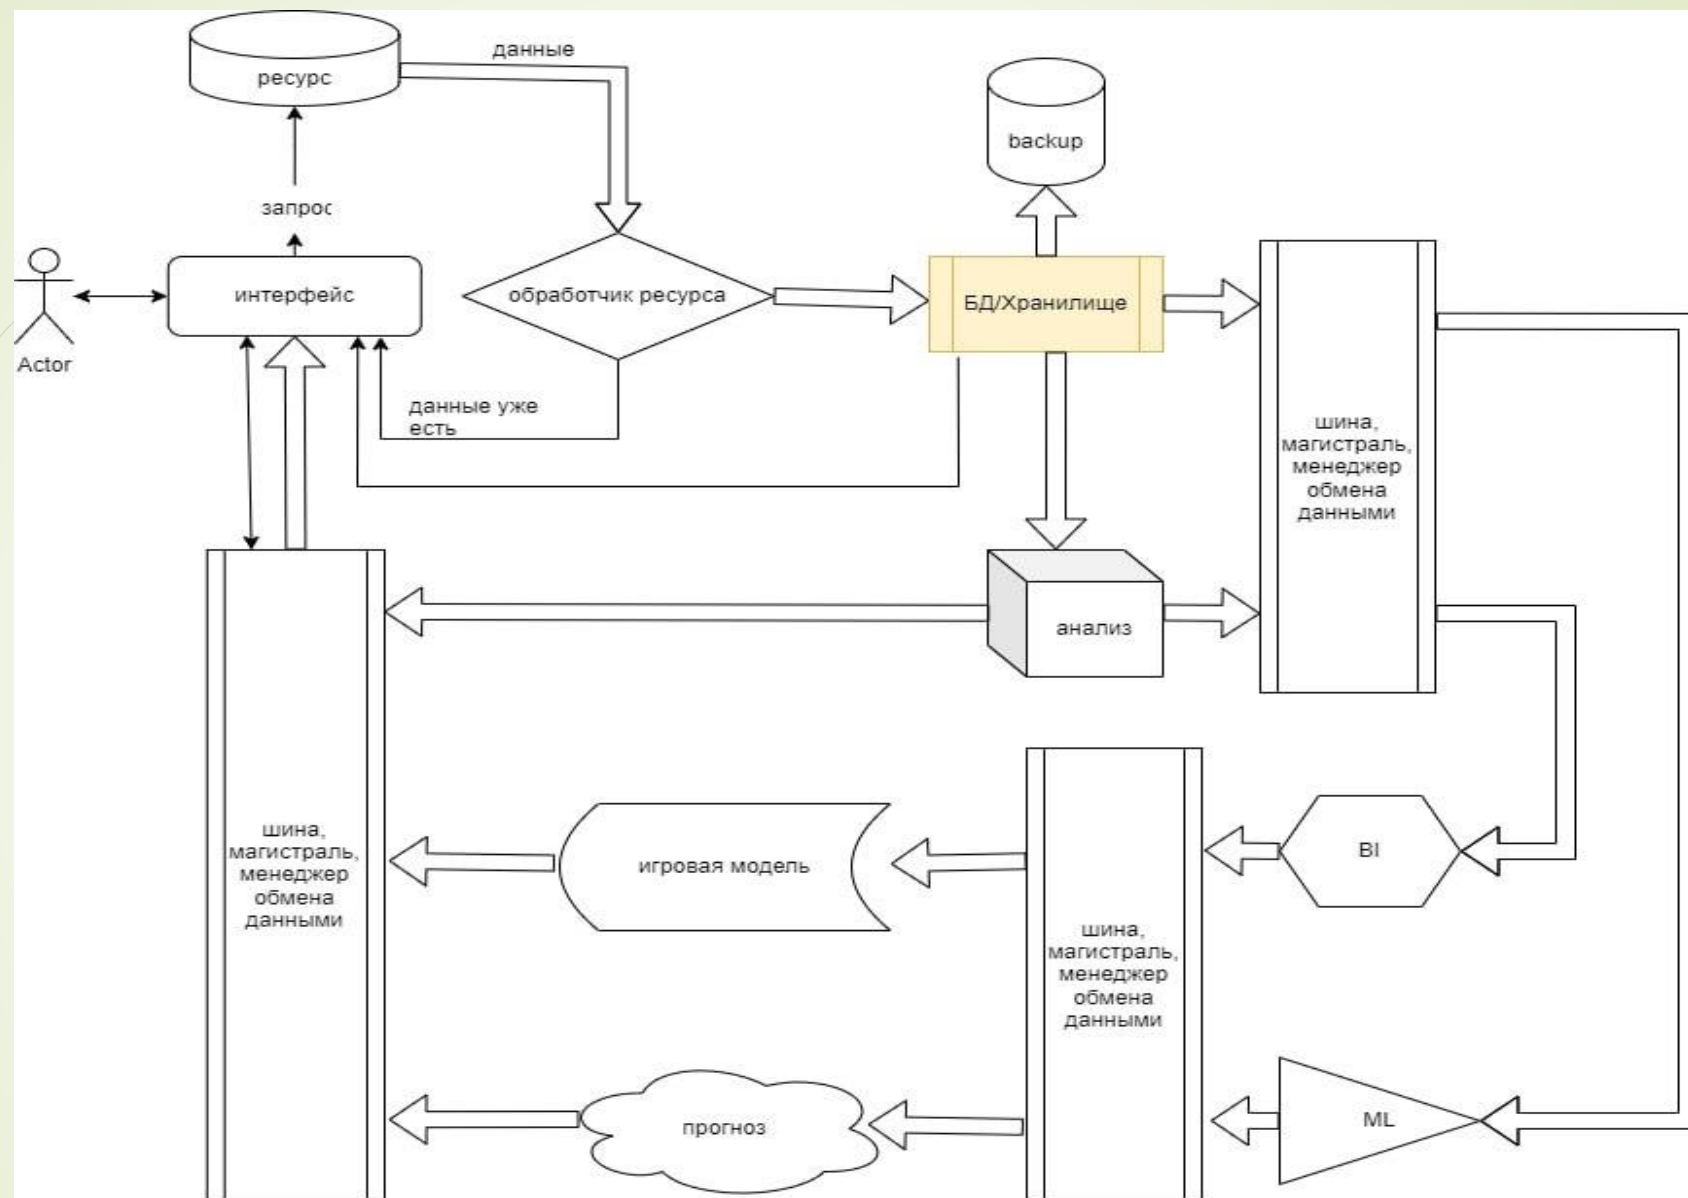 данные
ресурс
backup
запрос
интерфейс
обработчик ресурса
БД/Хранилище
Actor
данные уже
есть
шина,
магистраль,
менеджер
обмена
данными
анализ
шина,
магистраль,
менеджер
обмена
данными
игровая модель
BI
шина,
магистраль,
менеджер
обмена
данными
прогноз
ML